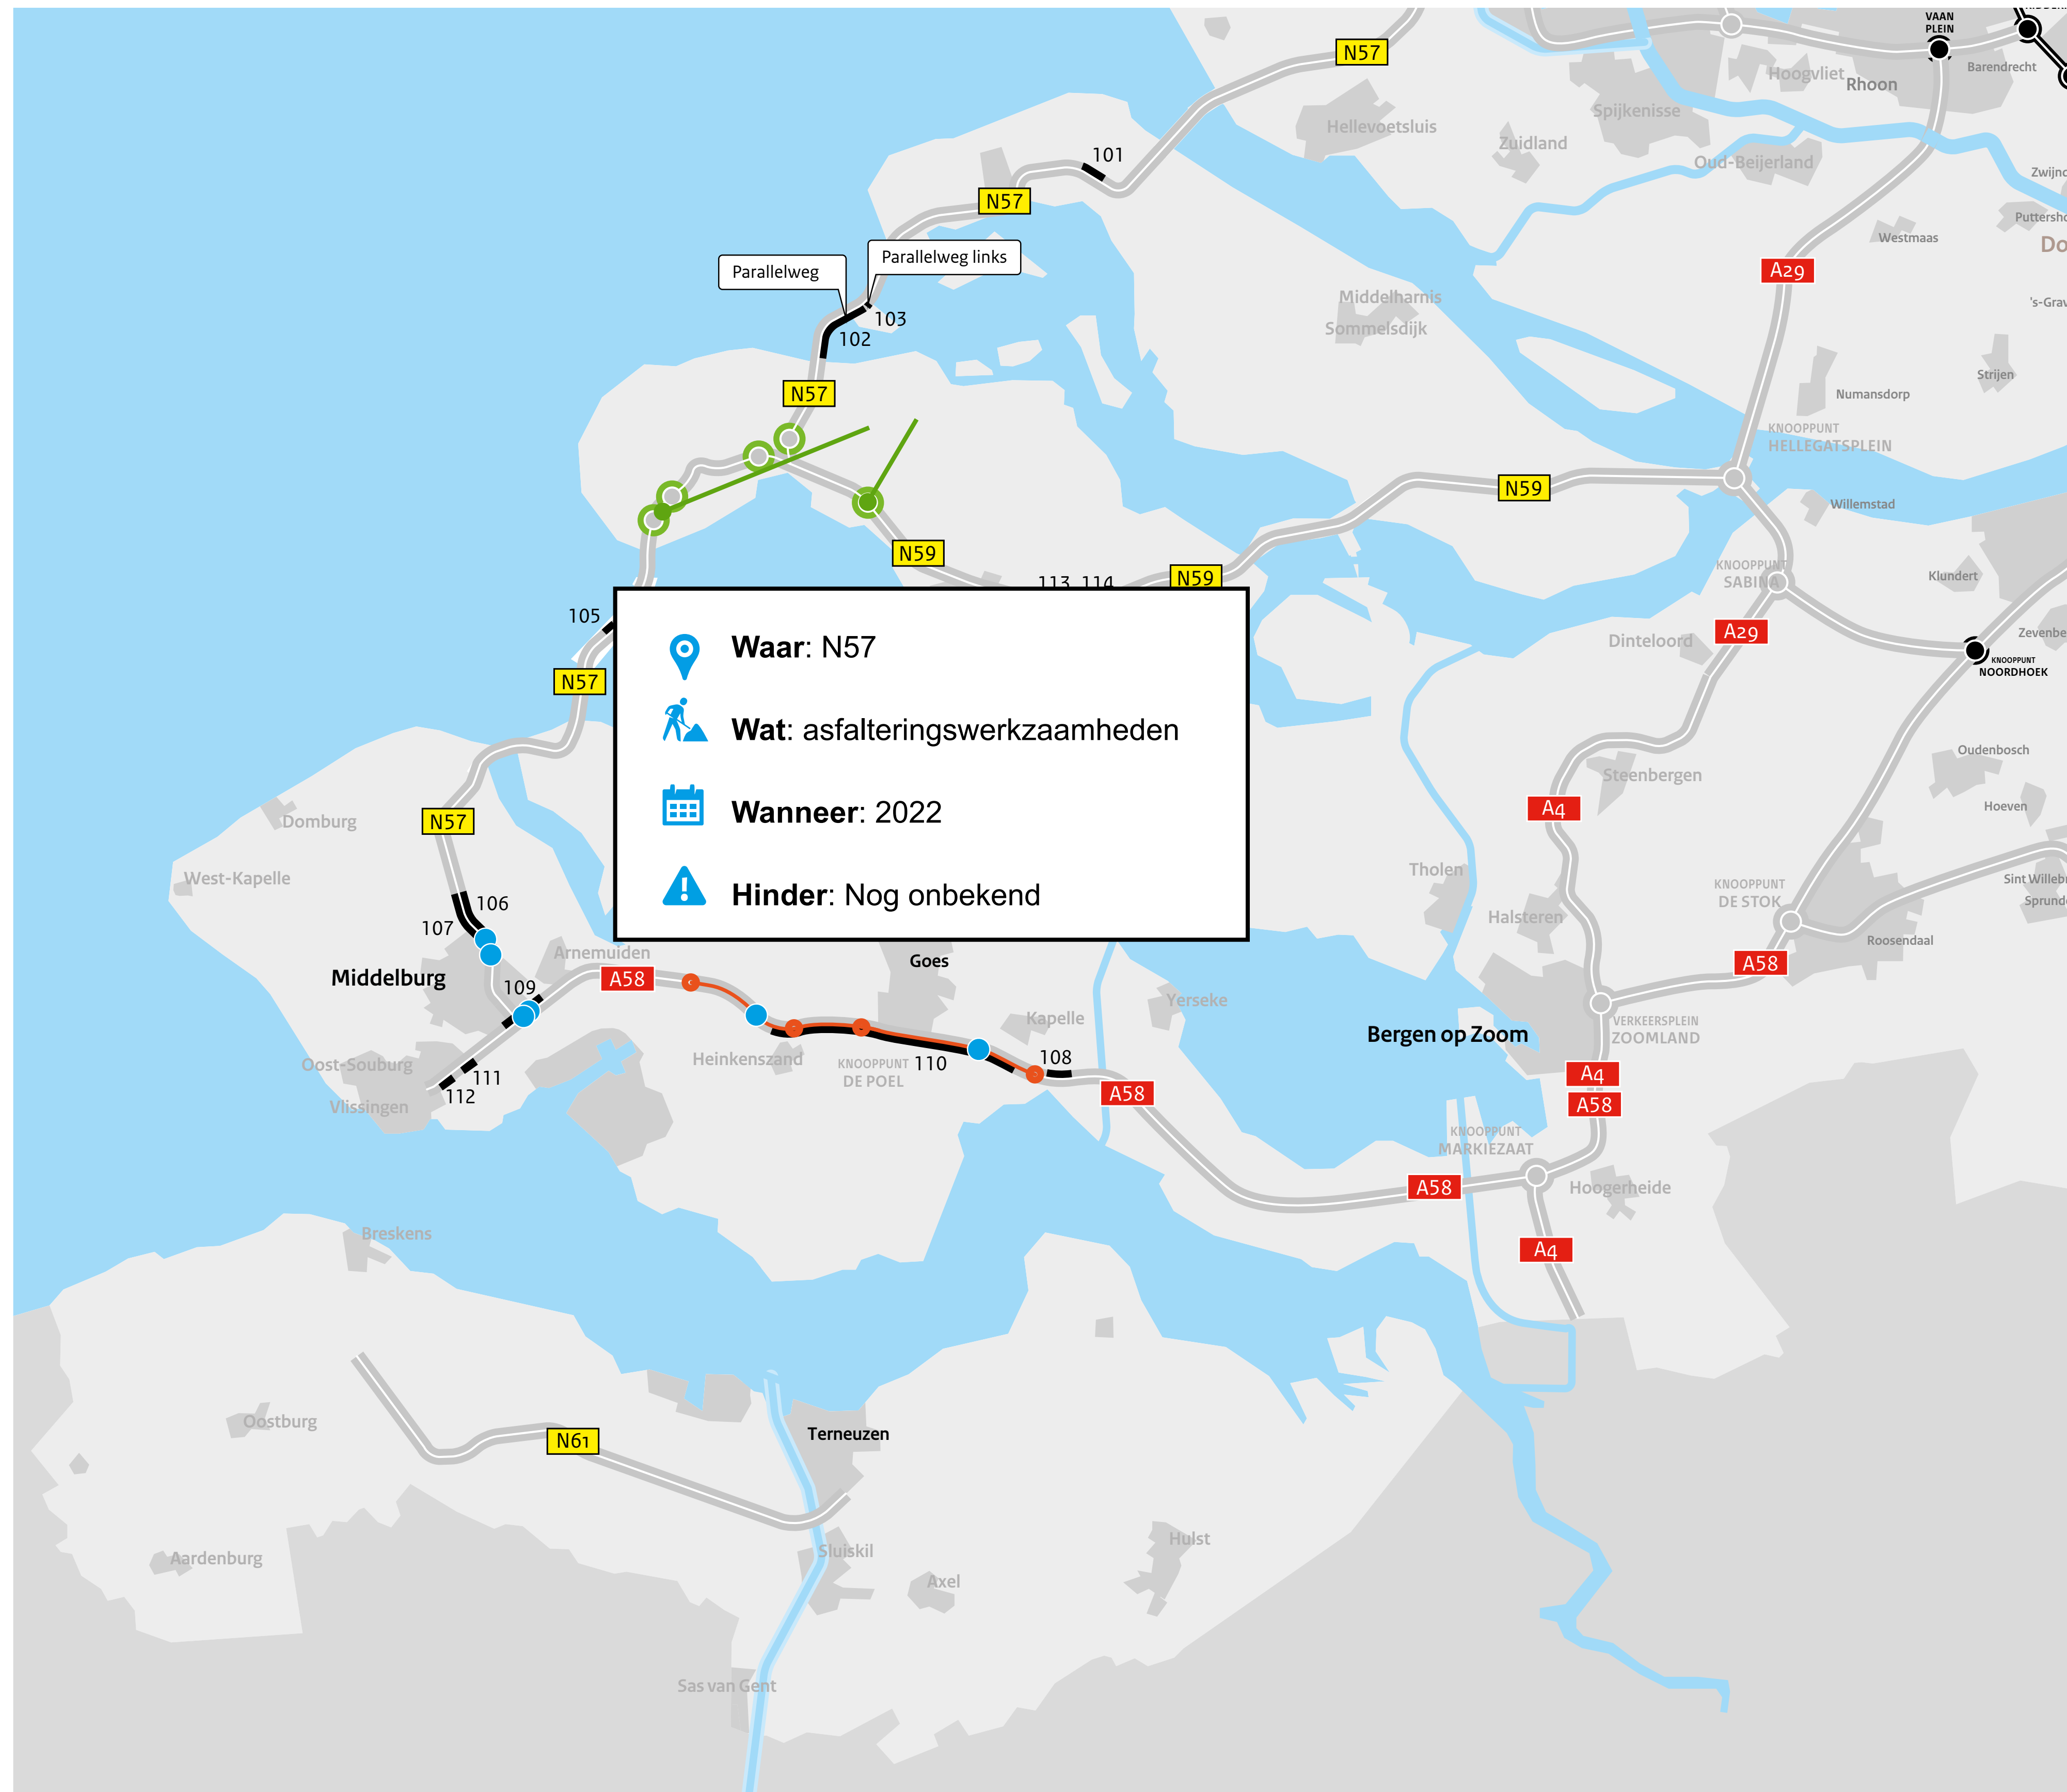 VAAN
PLEIN
N57
Hoogvliet
Rhoon
Barendrecht
Hellevoetsluis
Spijkenisse
Zuidland
101
Oud-Beijerland
N57
Westmaas
Parallelweg
Parallelweg links
A29
103
102
Middelharnis
Sommelsdijk
Strijen
N57
Numansdorp
KNOOPPUNT
HELLEGATSPLEIN
N59
Willemstad
N59
113 114
N59
KNOOPPUNT
SABINA
Klundert
105
Dinteloord
A29
KNOOPPUNT
NOORDHOEK
N57
Waar: N57
Wat: asfalteringswerkzaamheden
Wanneer: 2022
Hinder: Nog onbekend
Oudenbosch
Steenbergen
Hoeven
A4
Domburg
N57
West-Kapelle
Tholen
KNOOPPUNT
DE STOK
106
107
Halsteren
Roosendaal
Arnemuiden
Goes
A58
Middelburg
A58
109
Yerseke
Kapelle
Bergen op Zoom
VERKEERSPLEIN
ZOOMLAND
Oost-Souburg
Heinkenszand
KNOOPPUNT
DE POEL
110
108
111
112
Vlissingen
A58
A4
A58
KNOOPPUNT
MARKIEZAAT
A58
Hoogerheide
Breskens
A4
Oostburg
N61
Terneuzen
Sluiskil
Hulst
Aardenburg
Axel
Sas van Gent